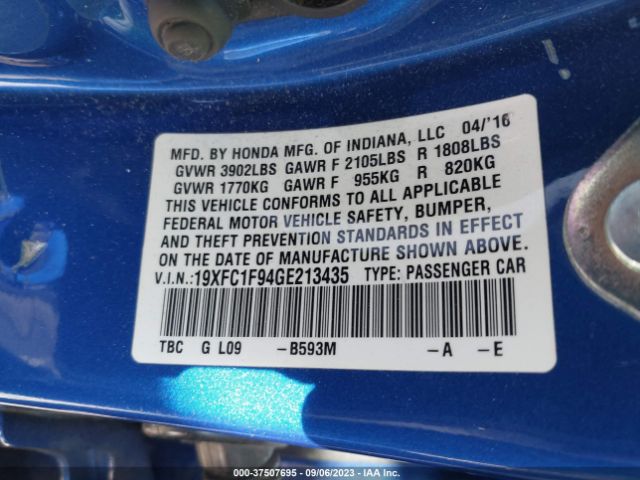 MFD. BY HONDA MFG. OF INDIANA, LLC 04/'16
GVWR 3902LBS GAWR F 2105LBS R 1808LBS
GVWR 1770KG GAWR F 955KG R 820KG
THIS VEHICLE CONFORMS TO ALL APPLICABLE
FEDERAL MOTOR VEHICLE SAFETY, BUMPER,
AND THEFT PREVENTION STANDARDS IN EFFECT
ON THE DATE OF MANUFACTURE SHOWN ABOVE.
V.I.N.:19XFC1F94GE213435 TYPE: PASSENGER CAR
TBC G L09 -B593M -A -E
000-37507695 - 09/06/2023 - IAA Inc.